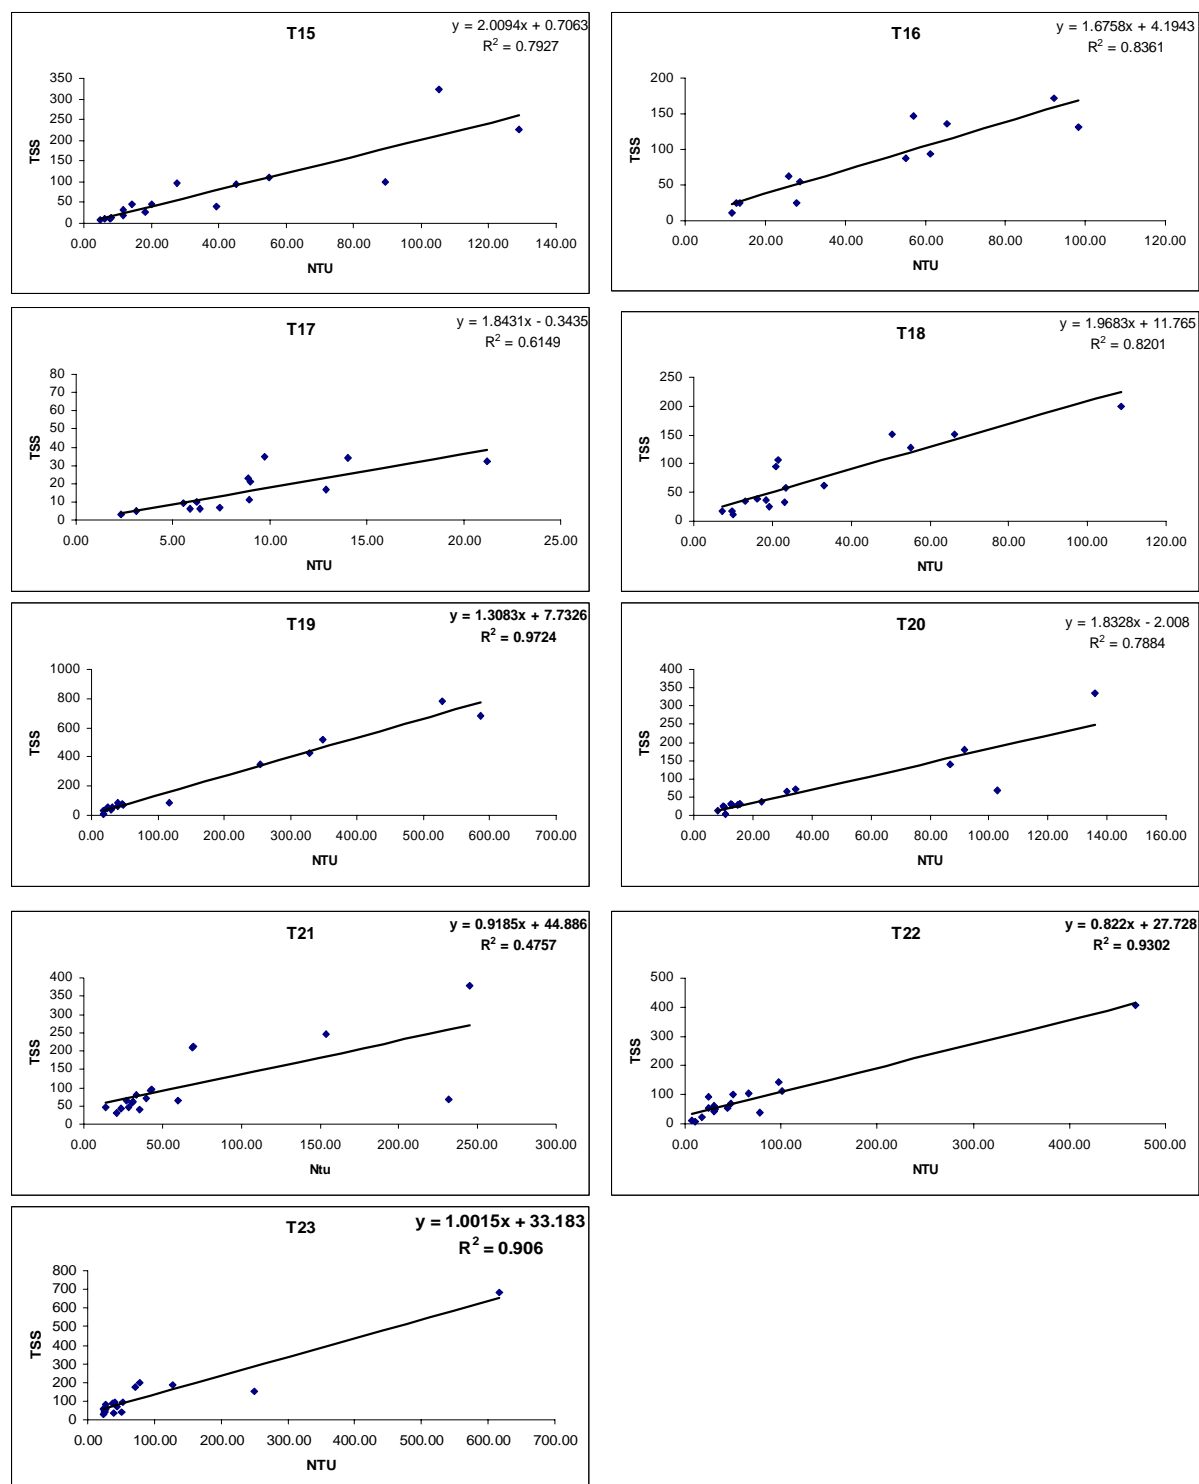 T15
y = 2.0094x + 0.7063
R² = 0.7927
350
300
250
200
150
100
50
0
TSS
0.00 20.00 40.00 60.00 80.00 100.00 120.00 140.00
NTU
T16
y = 1.6758x + 4.1943
R² = 0.8361
200
150
100
50
0
TSS
0.00 20.00 40.00 60.00 80.00 100.00 120.00
NTU
T17
y = 1.8431x - 0.3435
R² = 0.6149
80
70
60
50
40
30
20
10
0
TSS
0.00 5.00 10.00 15.00 20.00 25.00
NTU
T18
y = 1.9683x + 11.765
R² = 0.8201
250
200
150
100
50
0
TSS
0.00 20.00 40.00 60.00 80.00 100.00 120.00
NTU
T19
y = 1.3083x + 7.7326
R² = 0.9724
1000
800
600
400
200
0
TSS
0.00 100.00 200.00 300.00 400.00 500.00 600.00 700.00
NTU
T20
y = 1.8328x - 2.008
R² = 0.7884
400
350
300
250
200
150
100
50
0
TSS
0.00 20.00 40.00 60.00 80.00 100.00 120.00 140.00 160.00
NTU
T21
y = 0.9185x + 44.886
R² = 0.4757
400
350
300
250
200
150
100
50
0
TSS
0.00 50.00 100.00 150.00 200.00 250.00 300.00
Ntu
T22
y = 0.822x + 27.728
R² = 0.9302
500
400
300
200
100
0
TSS
0.00 100.00 200.00 300.00 400.00 500.00
NTU
T23
y = 1.0015x + 33.183
R² = 0.906
800
700
600
500
400
300
200
100
0
TSS
0.00 100.00 200.00 300.00 400.00 500.00 600.00 700.00
NTU